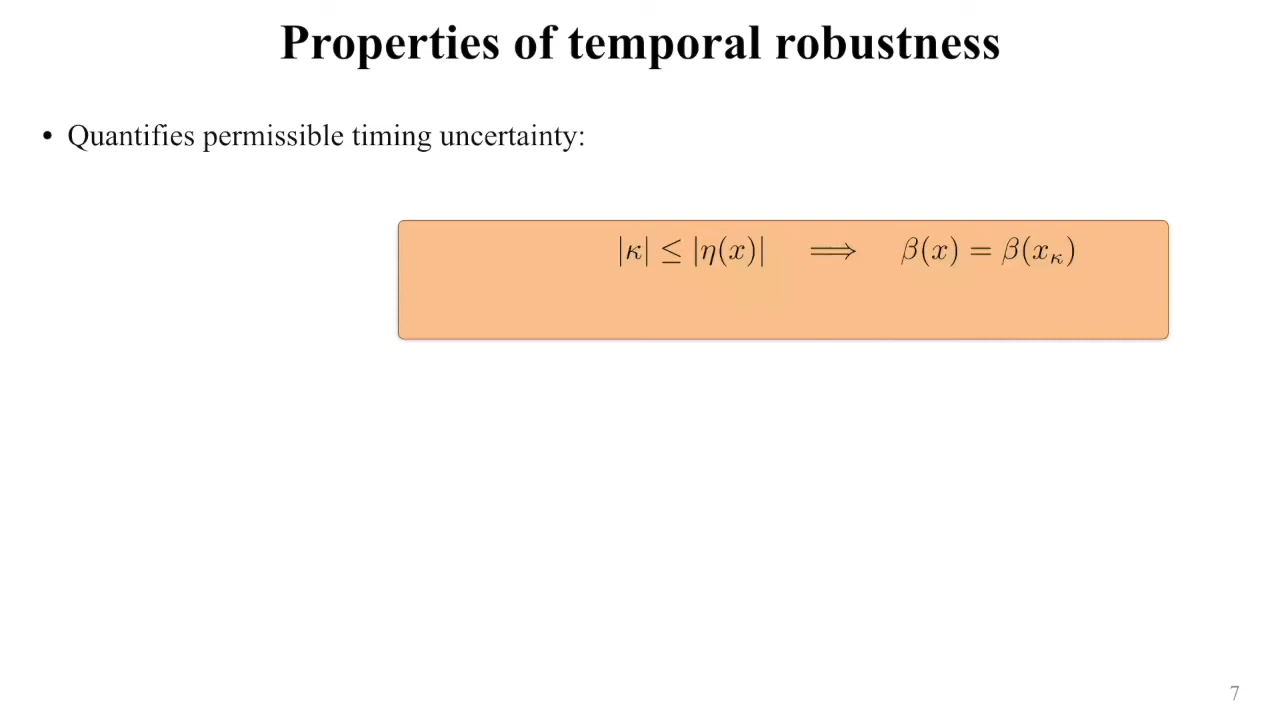 Properties of temporal robustness
• Quantifies permissible timing uncertainty:
|κ| ≤ |η(x)| ⟹ β(x) = β(x_κ)
7